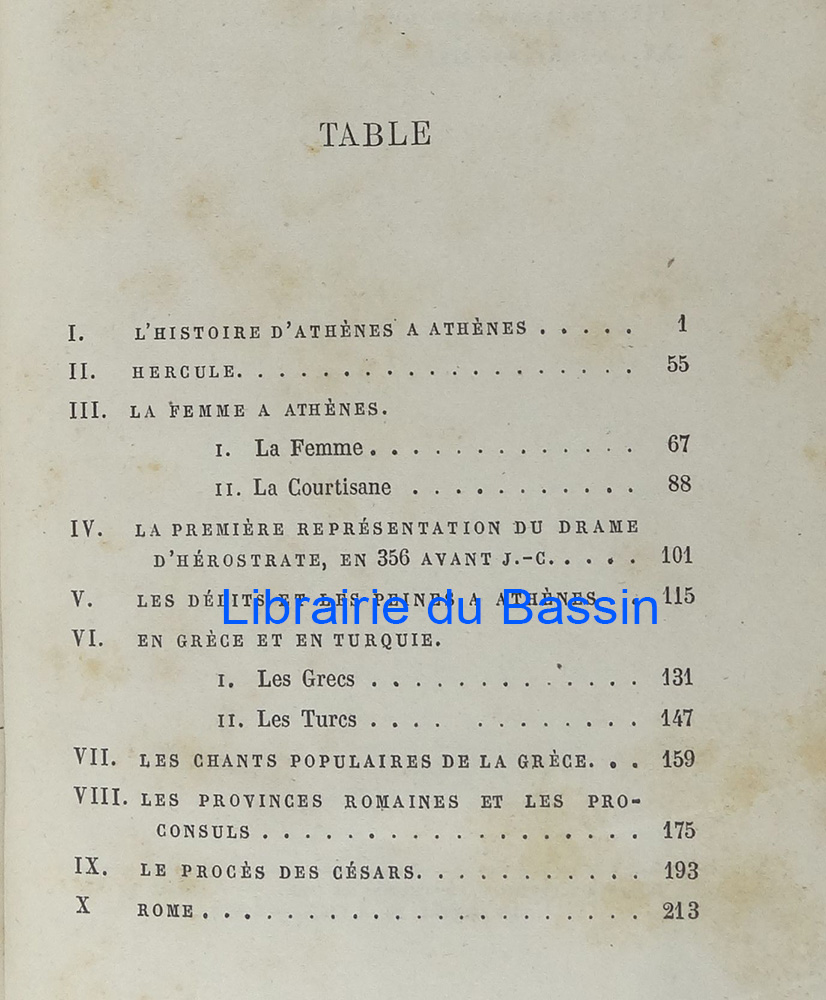 TABLE
I. L'HISTOIRE D'ATHÈNES A ATHÈNES . . . . . 1
II. HERCULE. . . . . . . . . . . . . . . . . . . 55
III. LA FEMME A ATHÈNES.
I. La Femme . . . . . . . . . . . . . 67
II. La Courtisane . . . . . . . . . . . 88
IV. LA PREMIÈRE REPRÉSENTATION DU DRAME
D'HÉROSTRATE, EN 356 AVANT J.-C. . . . . 101
V. LES DÉLITS ET LES PEINES A ATHÈNES . . 115
Librairie du Bassin
VI. EN GRÈCE ET EN TURQUIE.
I. Les Grecs . . . . . . . . . . . . . 131
II. Les Turcs . . . . . . . . . . . . 147
VII. LES CHANTS POPULAIRES DE LA GRÈCE. . . 159
VIII. LES PROVINCES ROMAINES ET LES PRO-
CONSULS . . . . . . . . . . . . . . . . . . 175
IX. LE PROCÈS DES CÉSARS. . . . . . . . . . . 193
X ROME . . . . . . . . . . . . . . . . . . . . . 213